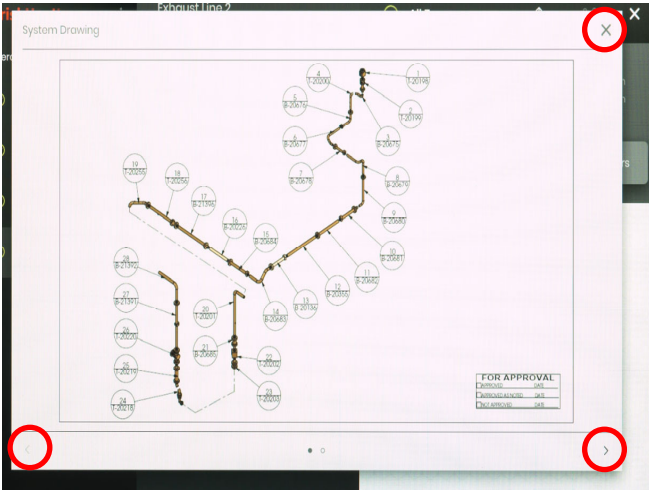 Exhaust Line 2
System Drawing
1
T-20198
2
T-20199
3
B-20675
4
T-20200
5
B-20676
6
B-20677
7
B-20678
8
B-20679
9
B-20680
10
B-20681
11
B-20682
12
B-20355
13
B-20136
14
B-20683
15
B-20684
16
B-20225
17
B-21396
18
T-20256
19
T-20255
20
T-20201
21
B-20685
22
T-20202
23
T-20203
24
T-20218
25
T-20219
26
T-20220
27
B-21391
28
B-21392
FOR APPROVAL
APPROVED DATE
APPROVED AS NOTED DATE
NOT APPROVED DATE